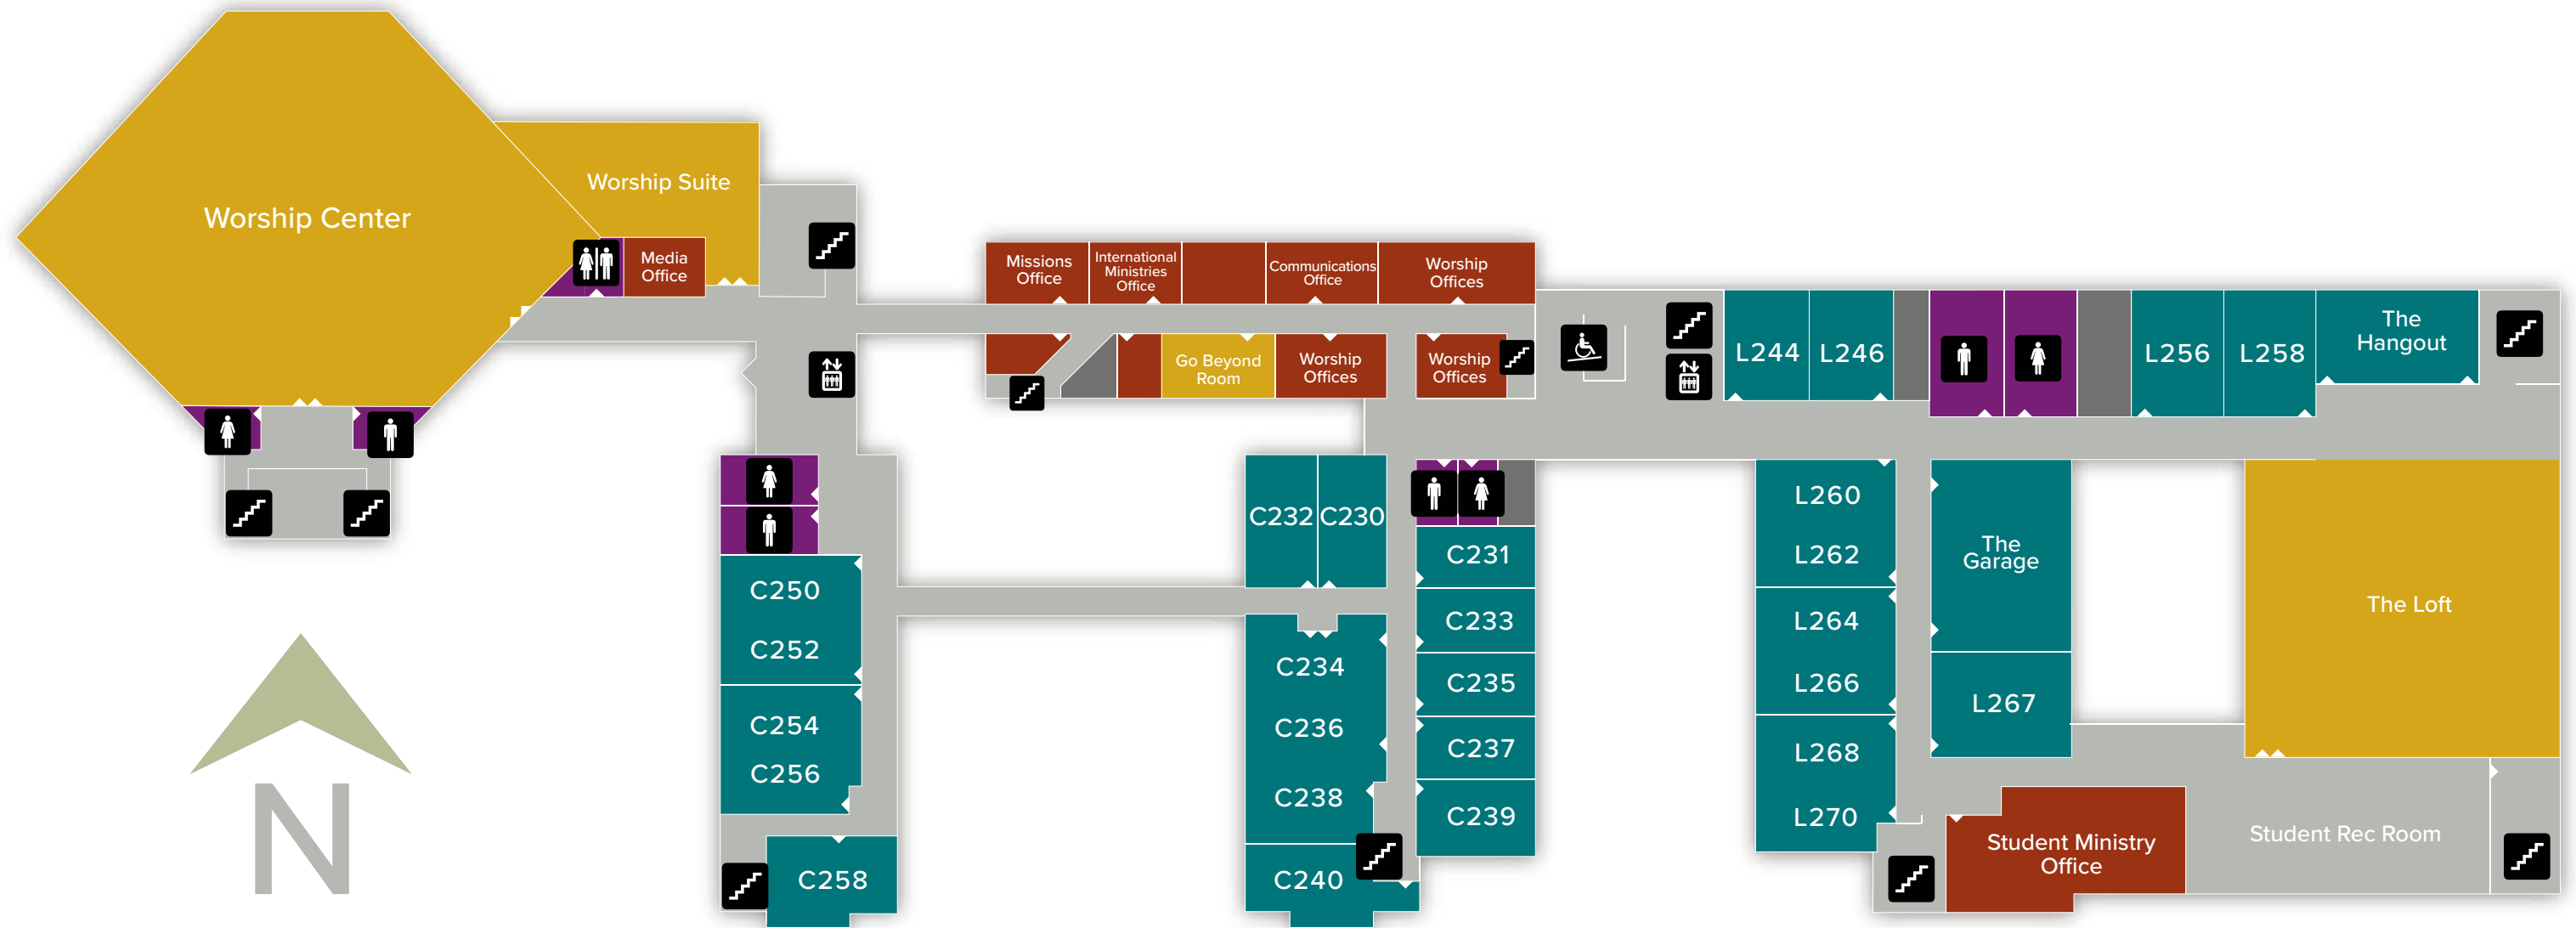 Worship Center
Worship Suite
Media
Office
Missions
Office
International
Ministries
Office
Communications
Office
Worship
Offices
Go Beyond
Room
Worship
Offices
Worship
Offices
L244
L246
L256
L258
The
Hangout
C232
C230
C231
C233
C235
C237
C239
C234
C236
C238
C240
C250
C252
C254
C256
C258
L260
L262
L264
L266
L268
L270
The
Garage
L267
The Loft
Student Ministry
Office
Student Rec Room
N